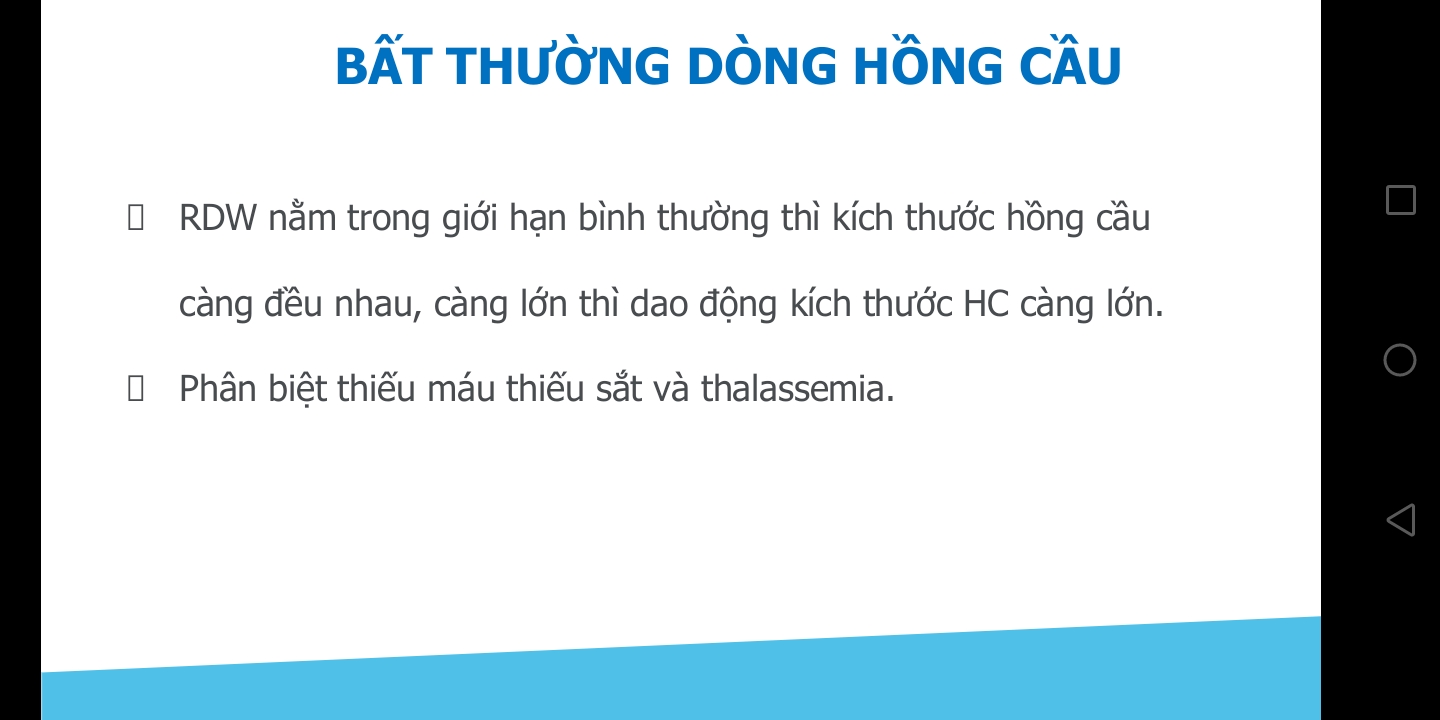 BẤT THƯỜNG DÒNG HỒNG CẦU
RDW nằm trong giới hạn bình thường thì kích thước hồng cầu
càng đều nhau, càng lớn thì dao động kích thước HC càng lớn.
Phân biệt thiếu máu thiếu sắt và thalassemia.